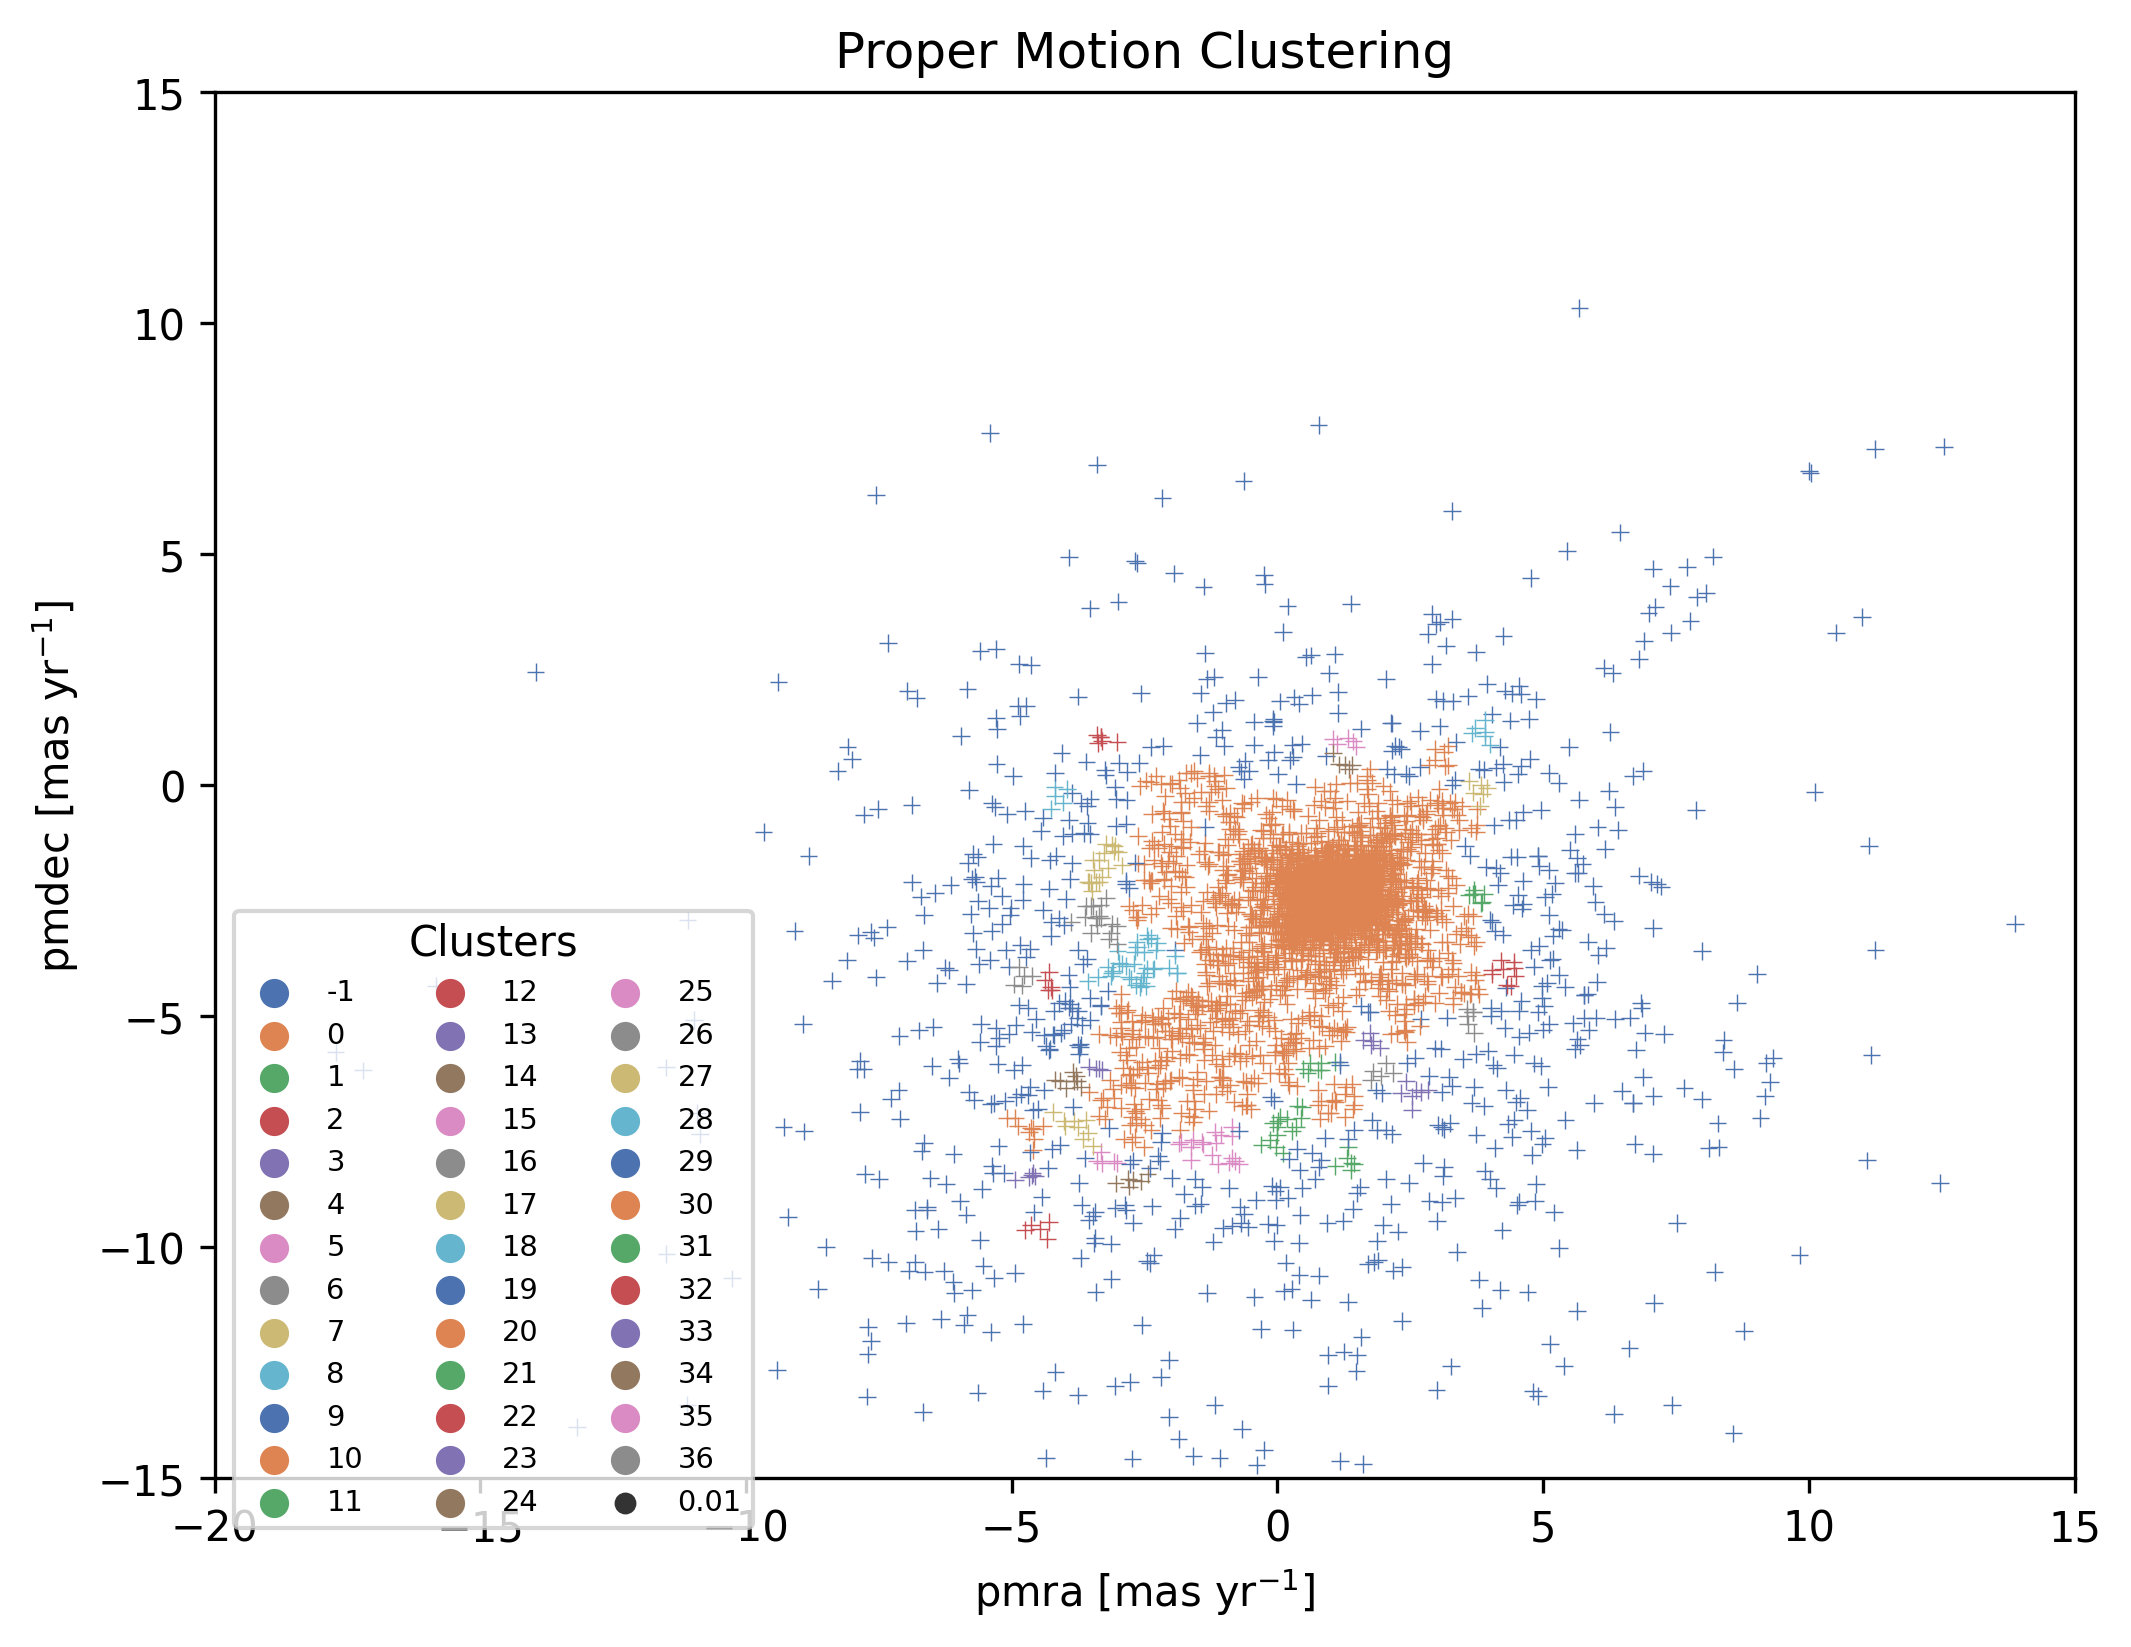 Proper Motion Clustering
15
10
5
0
−5
−10
−15
pmdec [mas yr⁻¹]
Clusters
-1 12 25
0 13 26
1 14 27
2 15 28
3 16 29
4 17 30
5 18 31
6 19 32
7 20 33
8 21 34
9 22 35
10 23 36
11 24 0.01
−20 −15 −10 −5 0 5 10 15
pmra [mas yr⁻¹]